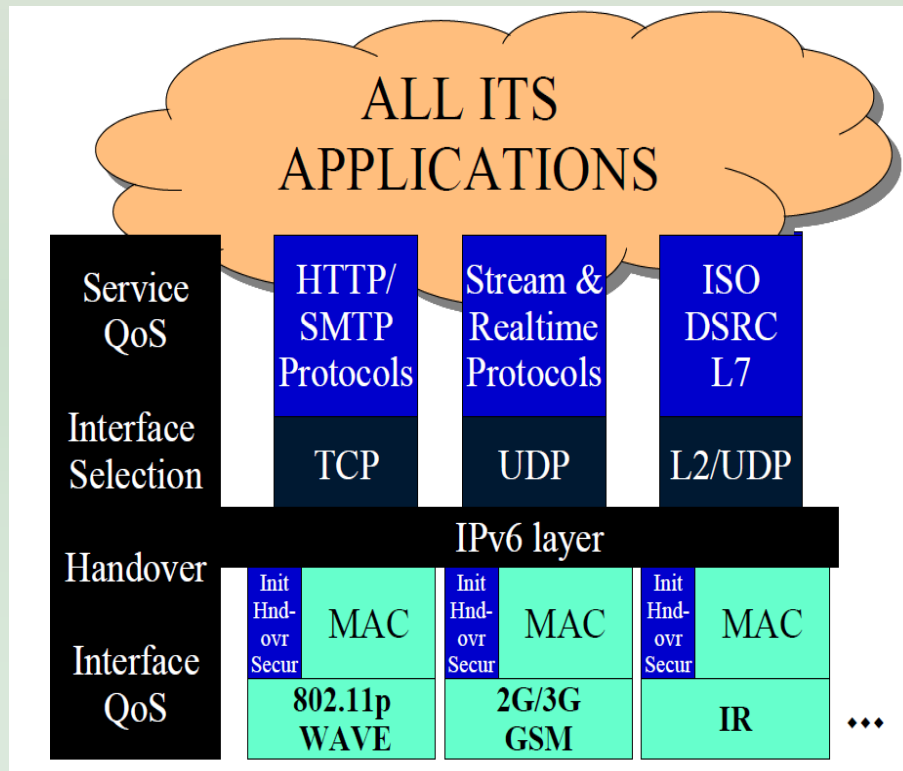 ALL ITS
APPLICATIONS
Service
QoS
Interface
Selection
Handover
Interface
QoS
HTTP/
SMTP
Protocols
Stream &
Realtime
Protocols
ISO
DSRC
L7
TCP
UDP
L2/UDP
IPv6 layer
Init
Hnd-
ovr
Secur
MAC
Init
Hnd-
ovr
Secur
MAC
Init
Hnd-
ovr
Secur
MAC
802.11p
WAVE
2G/3G
GSM
IR
...